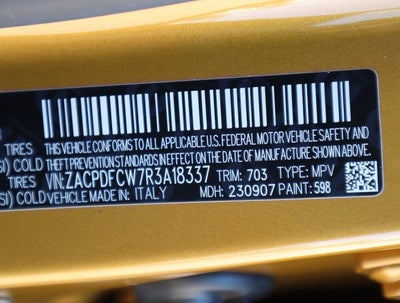 TIRES THIS VEHICLE CONFORMS TO ALL APPLICABLE U.S. FEDERAL MOTOR VEHICLE SAFETY AND
SI) COLD THEFT PREVENTION STANDARDS IN EFFECT ON THE DATE OF MANUFACTURE SHOWN ABOVE.
TIRES VIN:ZACPDFCW7R3A18337 TRIM: 703 TYPE: MPV
SI) COLD VEHICLE MADE IN: ITALY MDH: 230907 PAINT: 598